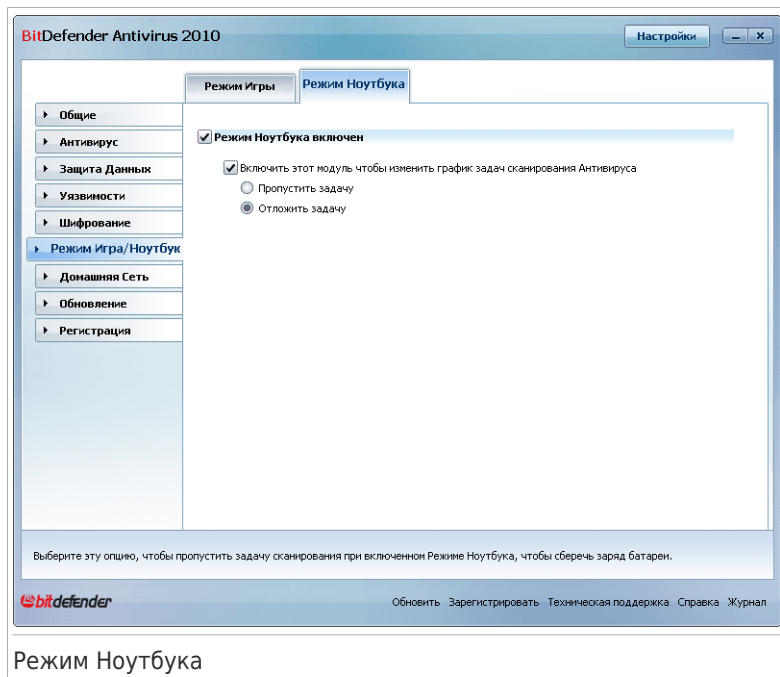 BitDefender Antivirus 2010
Настройки
Режим Игры
Режим Ноутбука
Общие
Антивирус
Защита Данных
Уязвимости
Шифрование
Режим Игра/Ноутбук
Домашняя Сеть
Обновление
Регистрация
Режим Ноутбука включен
Включить этот модуль чтобы изменить график задач сканирования Антивируса
Пропустить задачу
Отложить задачу
Выберите эту опцию, чтобы пропустить задачу сканирования при включенном Режиме Ноутбука, чтобы сберечь заряд батареи.
bitdefender
Обновить Зарегистрировать Техническая поддержка Справка Журнал
Режим Ноутбука